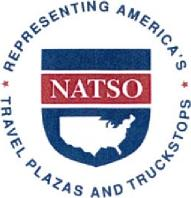 REPRESENTING AMERICA'S
NATSO
TRAVEL PLAZAS AND TRUCKSTOPS